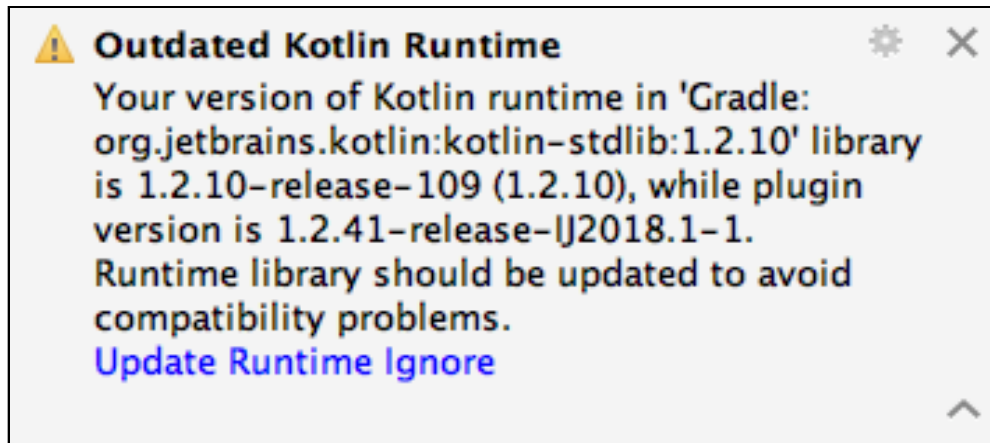 Outdated Kotlin Runtime
Your version of Kotlin runtime in 'Gradle:
org.jetbrains.kotlin:kotlin-stdlib:1.2.10' library
is 1.2.10-release-109 (1.2.10), while plugin
version is 1.2.41-release-IJ2018.1-1.
Runtime library should be updated to avoid
compatibility problems.
Update Runtime Ignore